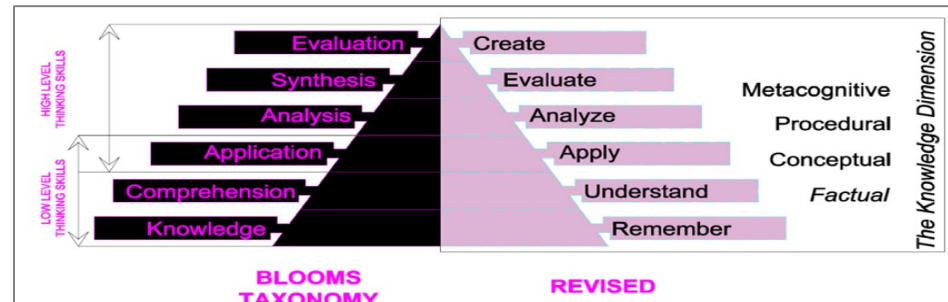 HIGH LEVEL
THINKING SKILLS
LOW LEVEL
THINKING SKILLS
Evaluation
Synthesis
Analysis
Application
Comprehension
Knowledge
BLOOMS
TAXONOMY
Create
Evaluate
Analyze
Apply
Understand
Remember
REVISED
Metacognitive
Procedural
Conceptual
Factual
The Knowledge Dimension